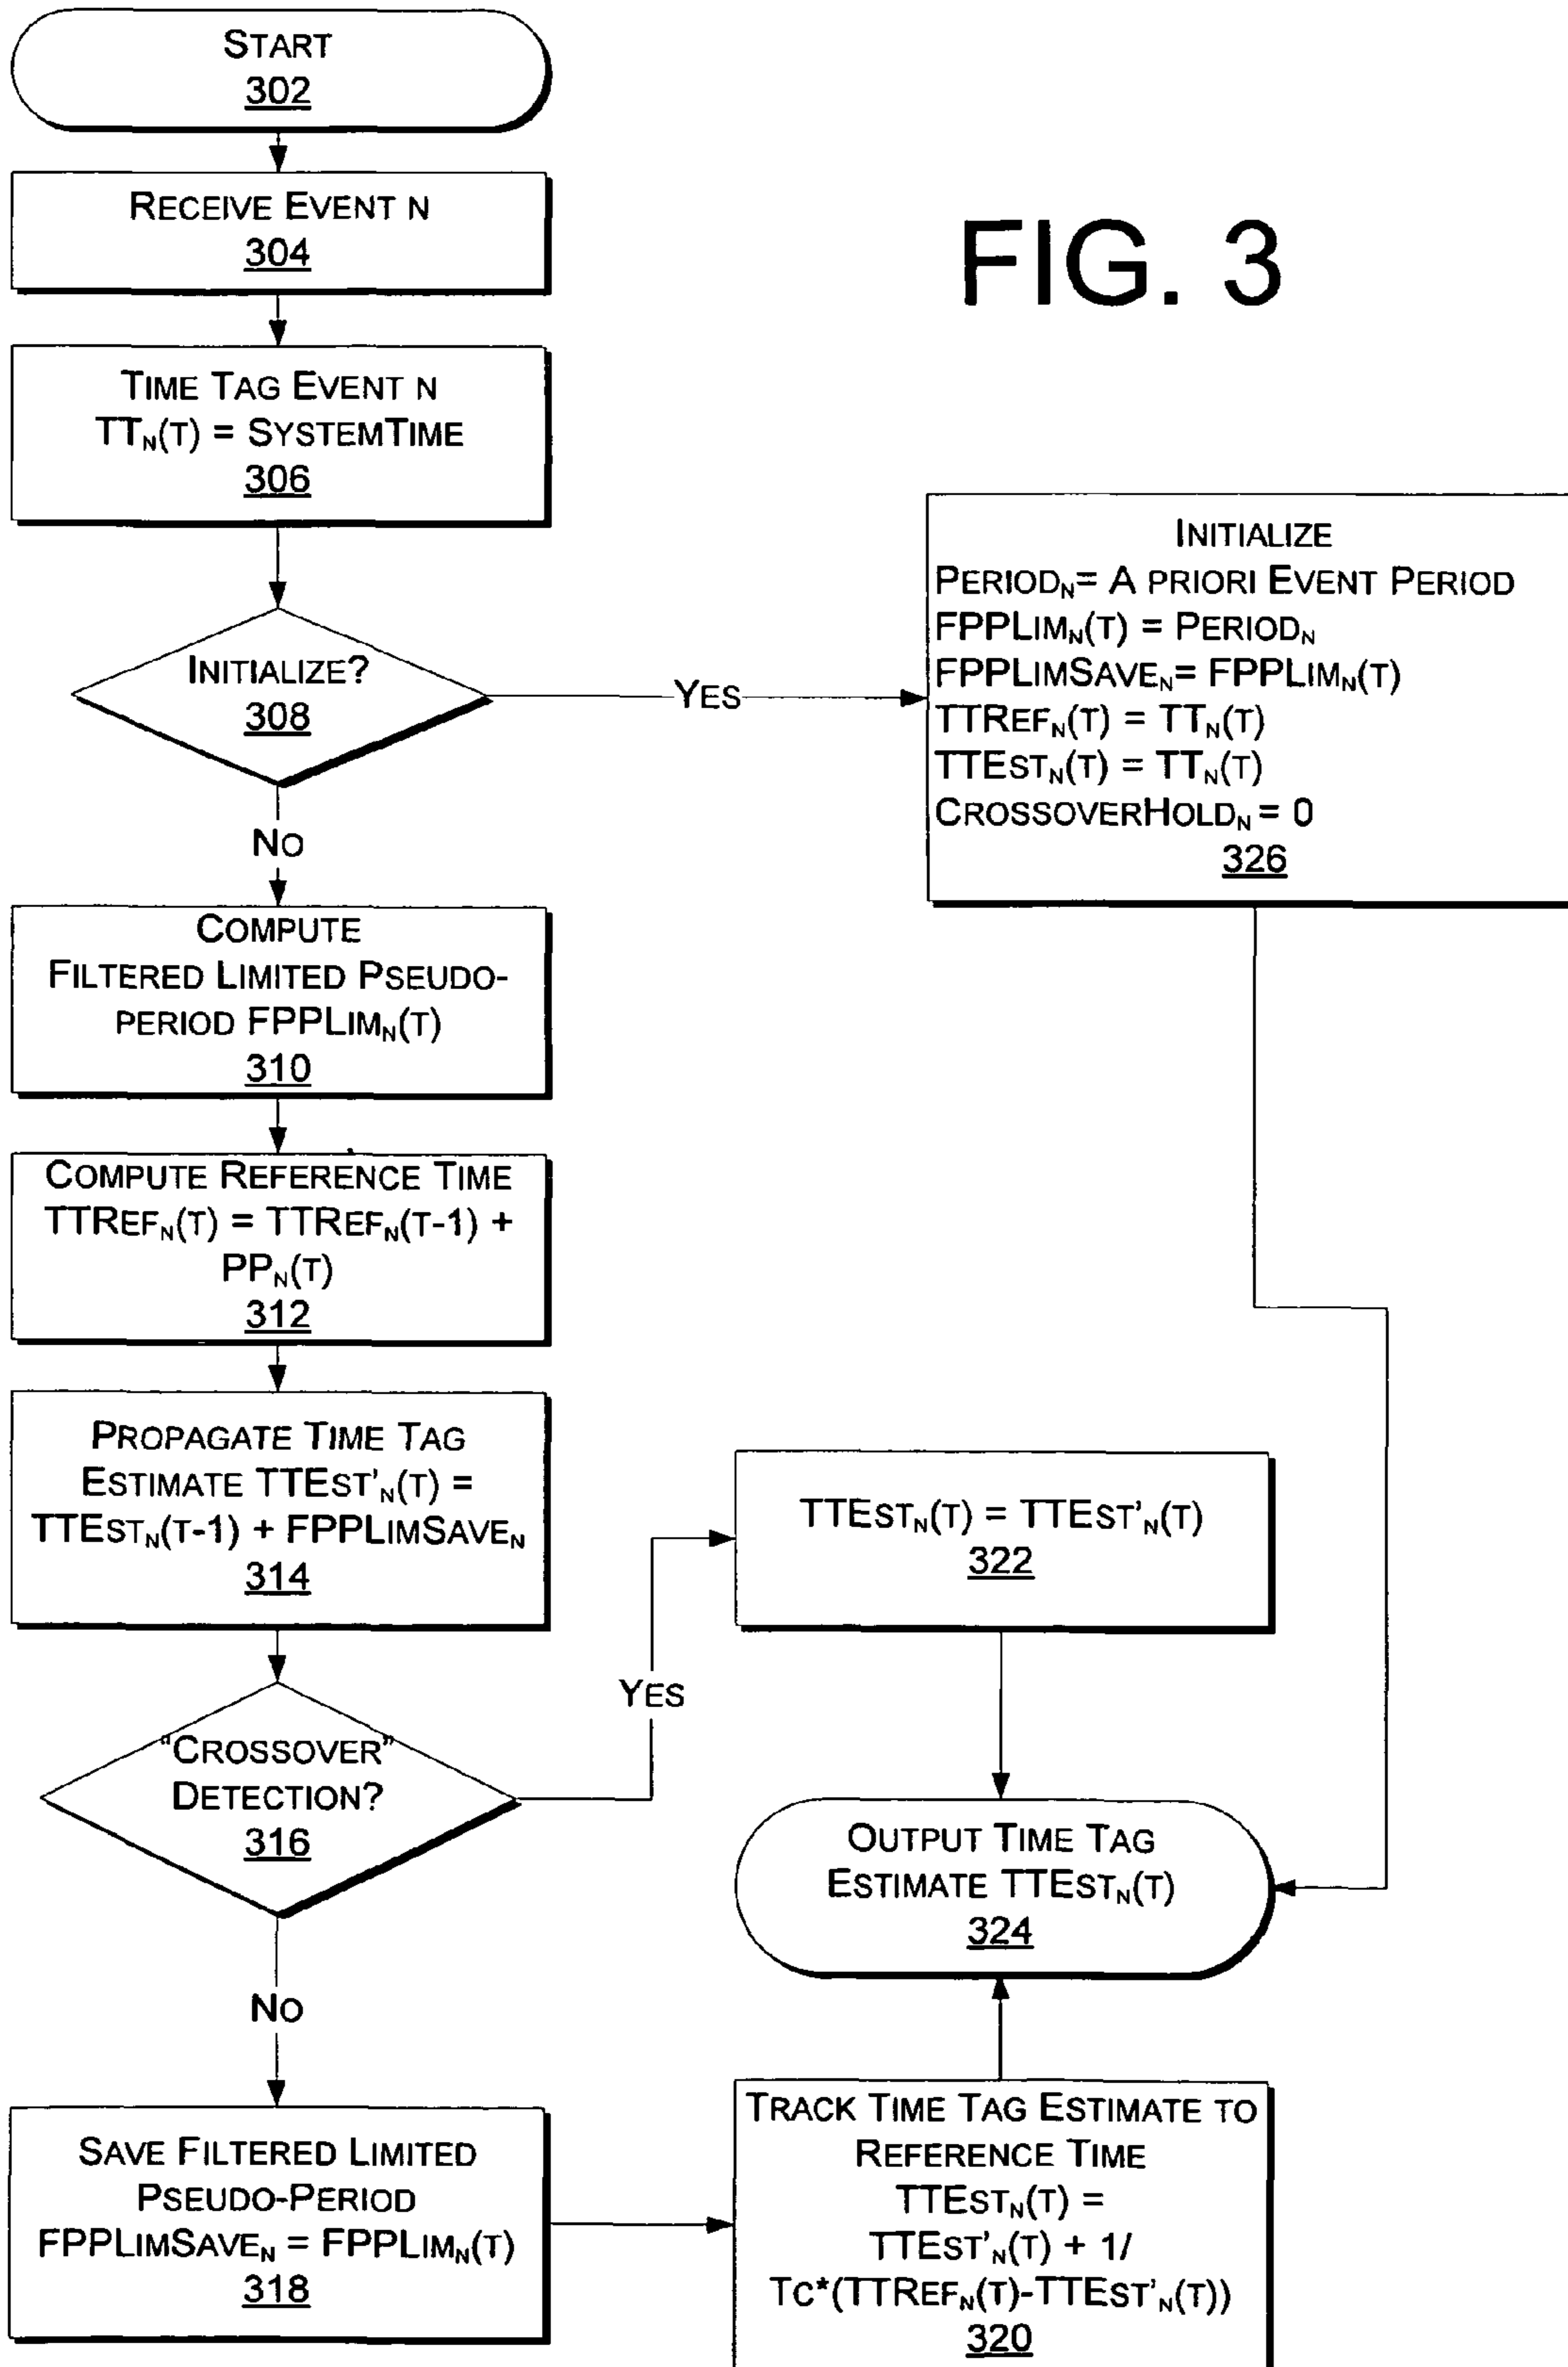 START
302
RECEIVE EVENT N
304
FIG. 3
TIME TAG EVENT N
TTN(T) = SYSTEMTIME
306
INITIALIZE?
308
YES
INITIALIZE
PERIODN= A PRIORI EVENT PERIOD
FPPLIMN(T) = PERIODN
FPPLIMSAVEN= FPPLIMN(T)
TTREFN(T) = TTN(T)
TTESTN(T) = TTN(T)
CROSSOVERHOLDN = 0
326
NO
COMPUTE
FILTERED LIMITED PSEUDO-
PERIOD FPPLIMN(T)
310
COMPUTE REFERENCE TIME
TTREFN(T) = TTREFN(T-1) +
PPN(T)
312
PROPAGATE TIME TAG
ESTIMATE TTEST'N(T) =
TTESTN(T-1) + FPPLIMSAVEN
314
TTESTN(T) = TTEST'N(T)
322
YES
"CROSSOVER"
DETECTION?
316
OUTPUT TIME TAG
ESTIMATE TTESTN(T)
324
NO
SAVE FILTERED LIMITED
PSEUDO-PERIOD
FPPLIMSAVEN = FPPLIMN(T)
318
TRACK TIME TAG ESTIMATE TO
REFERENCE TIME
TTESTN(T) =
TTEST'N(T) + 1/
TC*(TTREFN(T)-TTEST'N(T))
320